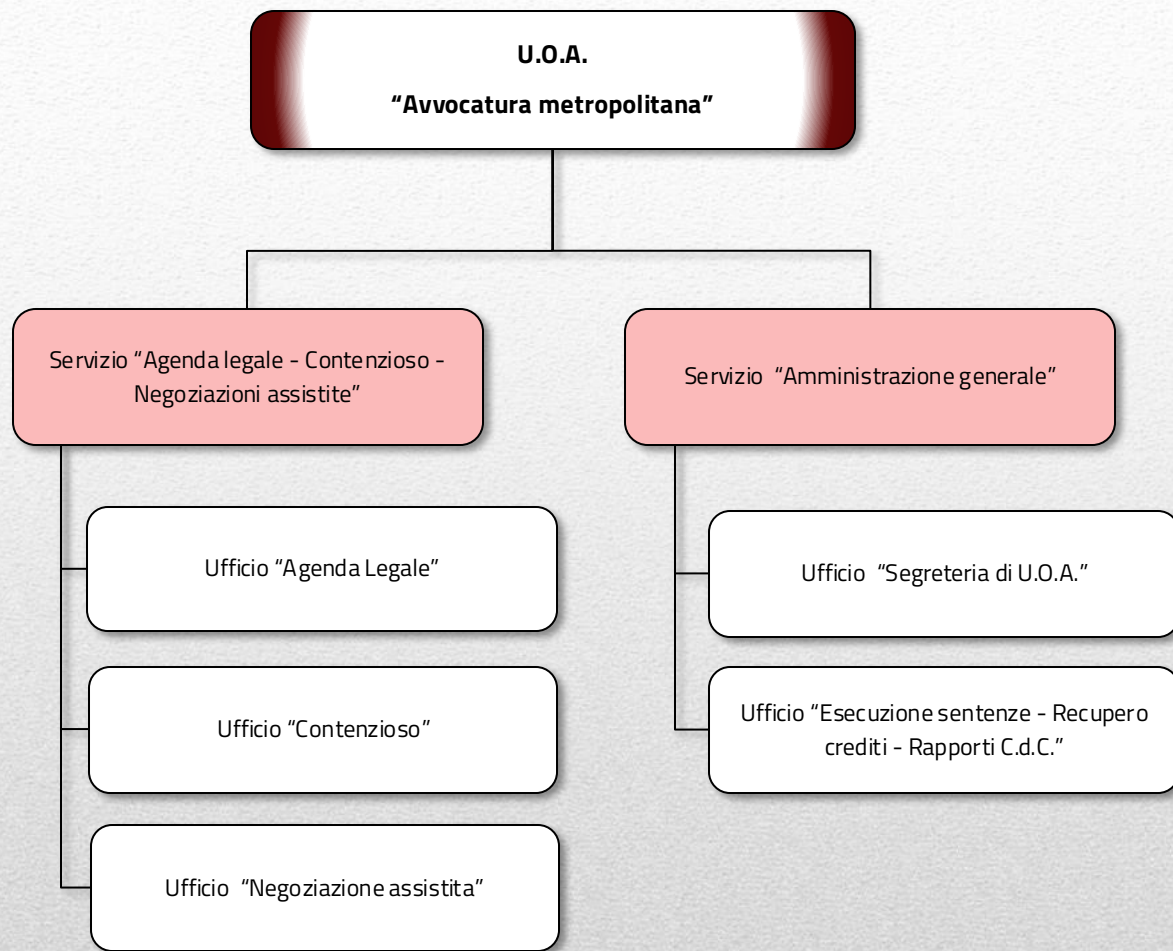 U.O.A.
“Avvocatura metropolitana”
Servizio “Agenda legale - Contenzioso -
Negoziazioni assistite”
Ufficio “Agenda Legale”
Ufficio “Contenzioso”
Ufficio “Negoziazione assistita”
Servizio “Amministrazione generale”
Ufficio “Segreteria di U.O.A.”
Ufficio “Esecuzione sentenze - Recupero
crediti - Rapporti C.d.C.”